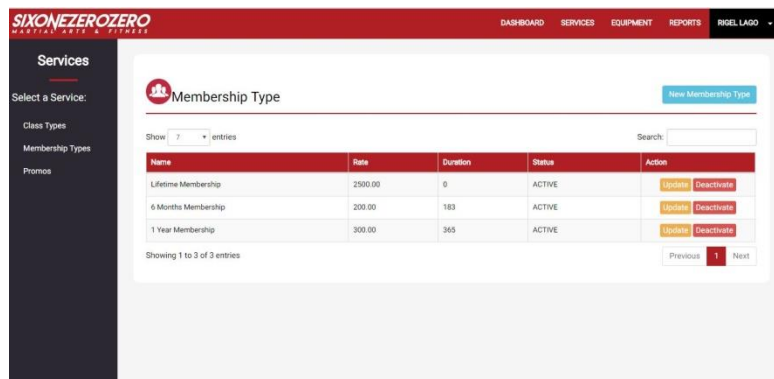 SIXONEZEROZERO
MARTIAL ARTS & FITNESS
DASHBOARD SERVICES EQUIPMENT REPORTS RIGEL LAGO
Services
Select a Service:
Class Types
Membership Types
Promos
Membership Type
New Membership Type
Show 7 entries
Search:
Name Rate Duration Status Action
Lifetime Membership 2500.00 0 ACTIVE Update Deactivate
6 Months Membership 200.00 183 ACTIVE Update Deactivate
1 Year Membership 300.00 365 ACTIVE Update Deactivate
Showing 1 to 3 of 3 entries
Previous 1 Next